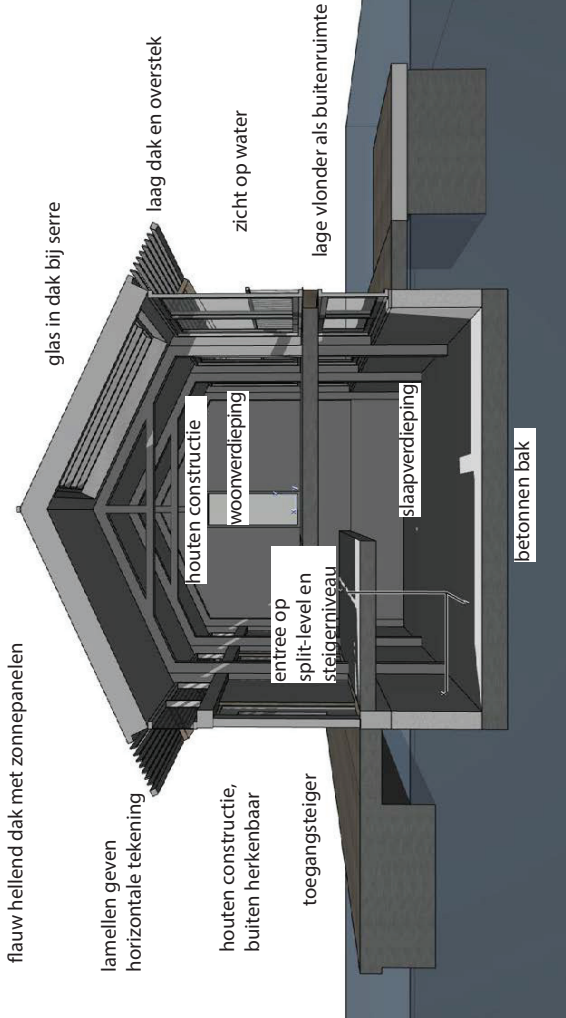 flauw hellend dak met zonnepanelen
glas in dak bij serre
laag dak en overstek
zicht op water
lage vlonder als buitenruimte
lamellen geven
horizontale tekening
houten constructie,
buiten herkenbaar
toegangsteiger
houten constructie
woonverdieping
entree op
split-level en
steigerniveau
slaapverdieping
betonnen bak